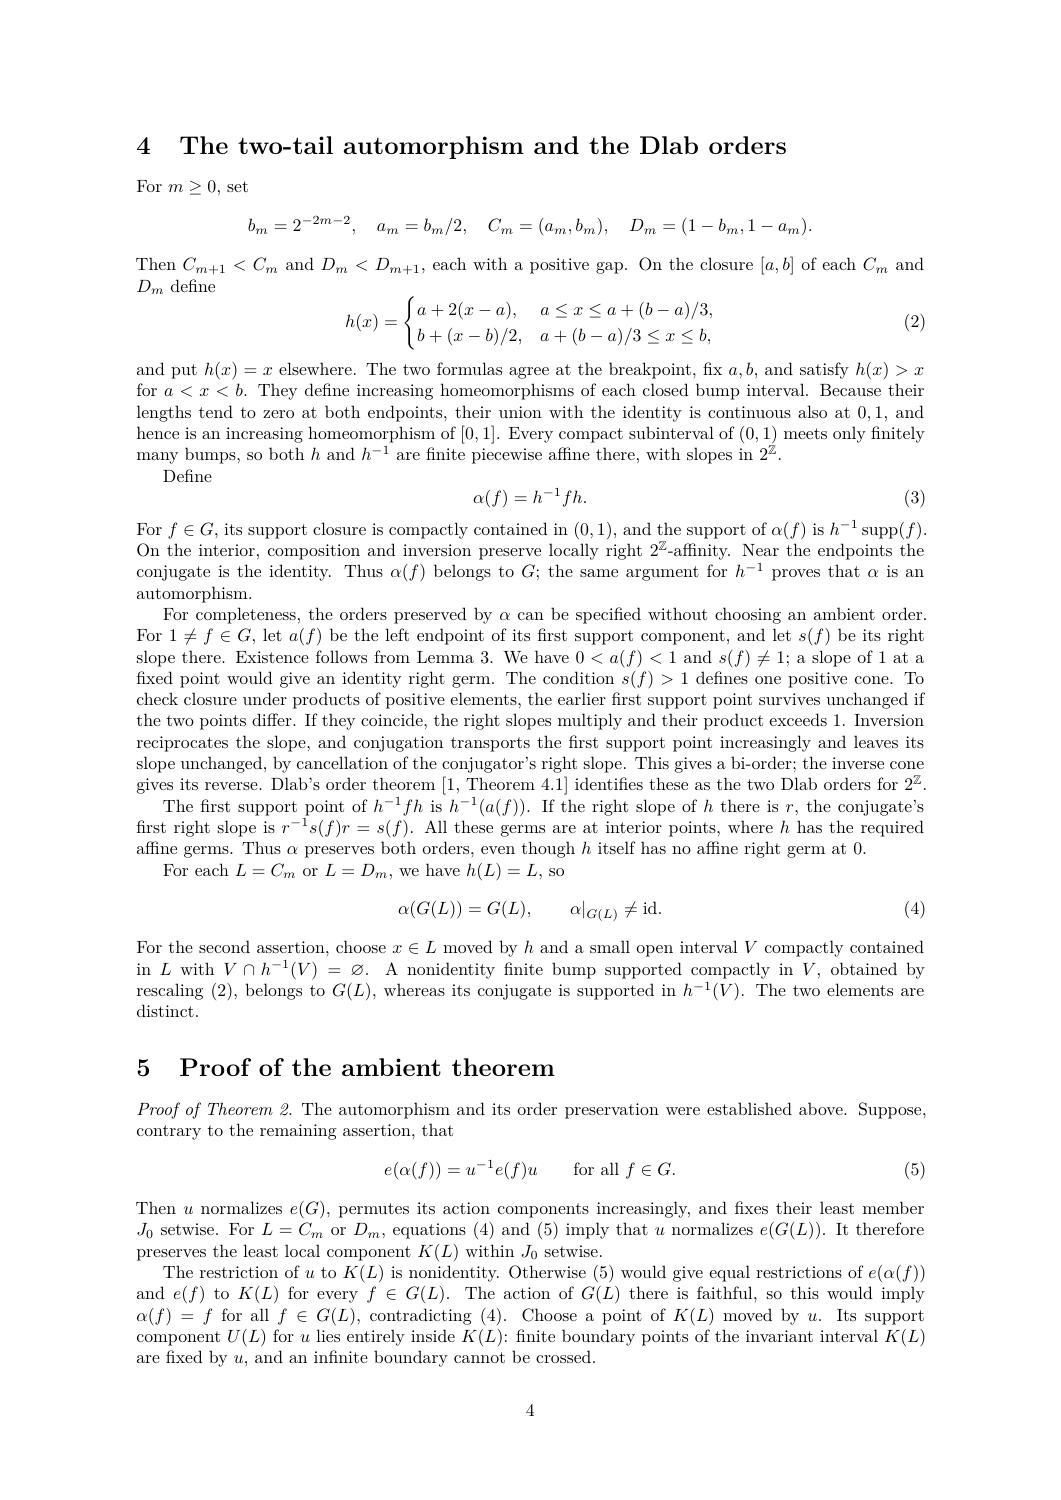 4 The two-tail automorphism and the Dlab orders
For m ≥ 0, set
b_m = 2^{−2m−2}, a_m = b_m/2, C_m = (a_m, b_m), D_m = (1 − b_m, 1 − a_m).
Then C_{m+1} < C_m and D_m < D_{m+1}, each with a positive gap. On the closure [a, b] of each C_m and
D_m define
h(x) = { a + 2(x − a), a ≤ x ≤ a + (b − a)/3,
b + (x − b)/2, a + (b − a)/3 ≤ x ≤ b, (2)
and put h(x) = x elsewhere. The two formulas agree at the breakpoint, fix a, b, and satisfy h(x) > x
for a < x < b. They define increasing homeomorphisms of each closed bump interval. Because their
lengths tend to zero at both endpoints, their union with the identity is continuous also at 0, 1, and
hence is an increasing homeomorphism of [0, 1]. Every compact subinterval of (0, 1) meets only finitely
many bumps, so both h and h^{−1} are finite piecewise affine there, with slopes in 2^ℤ.
Define
α(f) = h^{−1}fh. (3)
For f ∈ G, its support closure is compactly contained in (0, 1), and the support of α(f) is h^{−1} supp(f).
On the interior, composition and inversion preserve locally right 2^ℤ-affinity. Near the endpoints the
conjugate is the identity. Thus α(f) belongs to G; the same argument for h^{−1} proves that α is an
automorphism.
For completeness, the orders preserved by α can be specified without choosing an ambient order.
For 1 ≠ f ∈ G, let a(f) be the left endpoint of its first support component, and let s(f) be its right
slope there. Existence follows from Lemma 3. We have 0 < a(f) < 1 and s(f) ≠ 1; a slope of 1 at a
fixed point would give an identity right germ. The condition s(f) > 1 defines one positive cone. To
check closure under products of positive elements, the earlier first support point survives unchanged if
the two points differ. If they coincide, the right slopes multiply and their product exceeds 1. Inversion
reciprocates the slope, and conjugation transports the first support point increasingly and leaves its
slope unchanged, by cancellation of the conjugator's right slope. This gives a bi-order; the inverse cone
gives its reverse. Dlab's order theorem [1, Theorem 4.1] identifies these as the two Dlab orders for 2^ℤ.
The first support point of h^{−1}fh is h^{−1}(a(f)). If the right slope of h there is r, the conjugate's
first right slope is r^{−1}s(f)r = s(f). All these germs are at interior points, where h has the required
affine germs. Thus α preserves both orders, even though h itself has no affine right germ at 0.
For each L = C_m or L = D_m, we have h(L) = L, so
α(G(L)) = G(L), α|_{G(L)} ≠ id. (4)
For the second assertion, choose x ∈ L moved by h and a small open interval V compactly contained
in L with V ∩ h^{−1}(V) = ∅. A nonidentity finite bump supported compactly in V, obtained by
rescaling (2), belongs to G(L), whereas its conjugate is supported in h^{−1}(V). The two elements are
distinct.
5 Proof of the ambient theorem
Proof of Theorem 2. The automorphism and its order preservation were established above. Suppose,
contrary to the remaining assertion, that
e(α(f)) = u^{−1}e(f)u for all f ∈ G. (5)
Then u normalizes e(G), permutes its action components increasingly, and fixes their least member
J_0 setwise. For L = C_m or D_m, equations (4) and (5) imply that u normalizes e(G(L)). It therefore
preserves the least local component K(L) within J_0 setwise.
The restriction of u to K(L) is nonidentity. Otherwise (5) would give equal restrictions of e(α(f))
and e(f) to K(L) for every f ∈ G(L). The action of G(L) there is faithful, so this would imply
α(f) = f for all f ∈ G(L), contradicting (4). Choose a point of K(L) moved by u. Its support
component U(L) for u lies entirely inside K(L): finite boundary points of the invariant interval K(L)
are fixed by u, and an infinite boundary cannot be crossed.
4